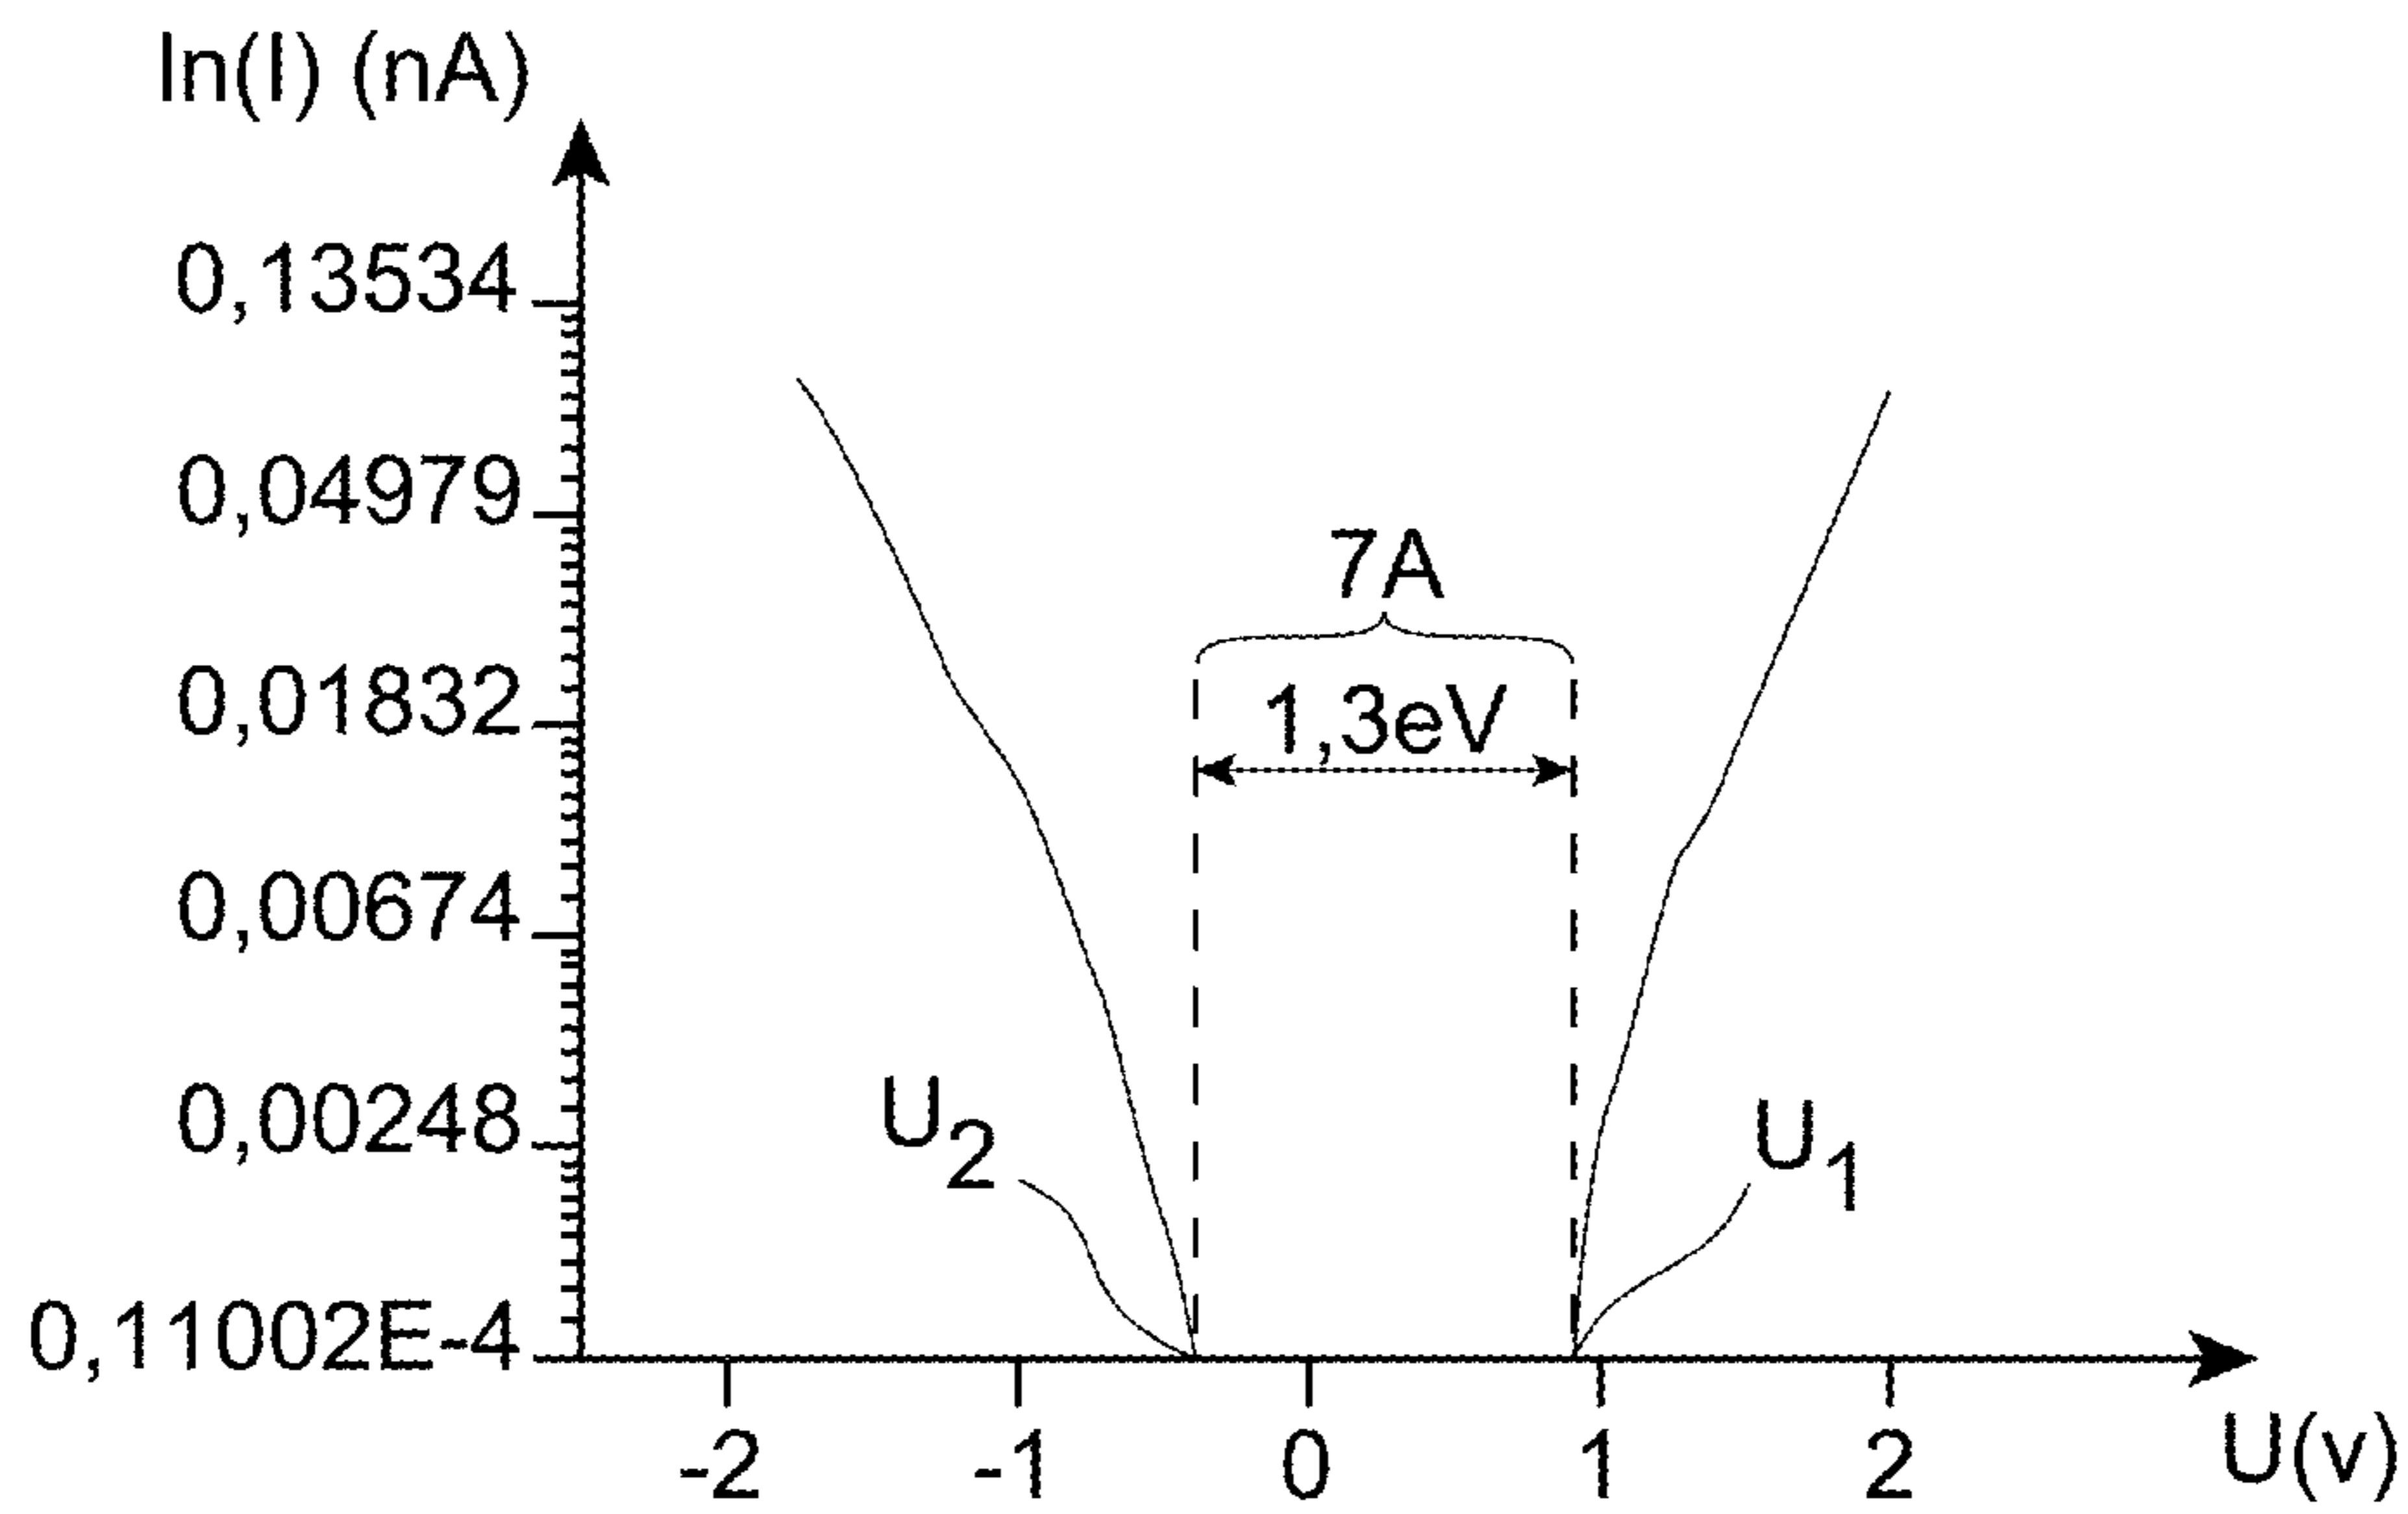 ln(I) (nA)
0,13534
0,04979
7A
0,01832
1,3eV
0,00674
0,00248
U2
U1
0,11002E-4
-2 -1 0 1 2
U(v)